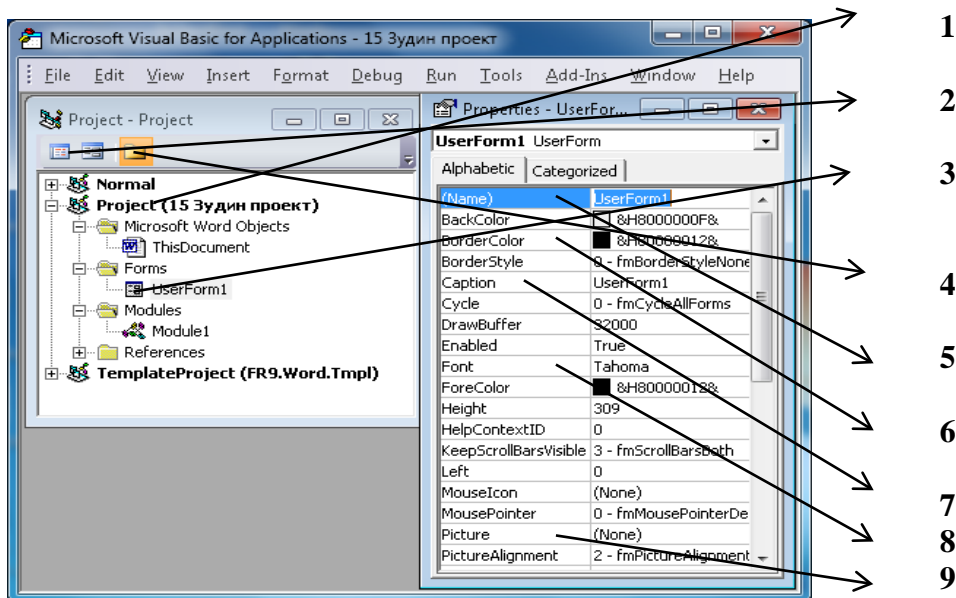 Microsoft Visual Basic for Applications - 15 Зудин проект
File Edit View Insert Format Debug Run Tools Add-Ins Window Help
Project - Project
Normal
Project (15 Зудин проект)
Microsoft Word Objects
ThisDocument
Forms
UserForm1
Modules
Module1
References
TemplateProject (FR9.Word.Tmpl)
Properties - UserFor...
UserForm1 UserForm
Alphabetic Categorized
(Name) UserForm1
BackColor &H8000000F&
BorderColor &H80000012&
BorderStyle 0 - fmBorderStyleNone
Caption UserForm1
Cycle 0 - fmCycleAllForms
DrawBuffer 32000
Enabled True
Font Tahoma
ForeColor &H80000012&
Height 309
HelpContextID 0
KeepScrollBarsVisible 3 - fmScrollBarsBoth
Left 0
MouseIcon (None)
MousePointer 0 - fmMousePointerDe
Picture (None)
PictureAlignment 2 - fmPictureAlignment
1
2
3
4
5
6
7
8
9